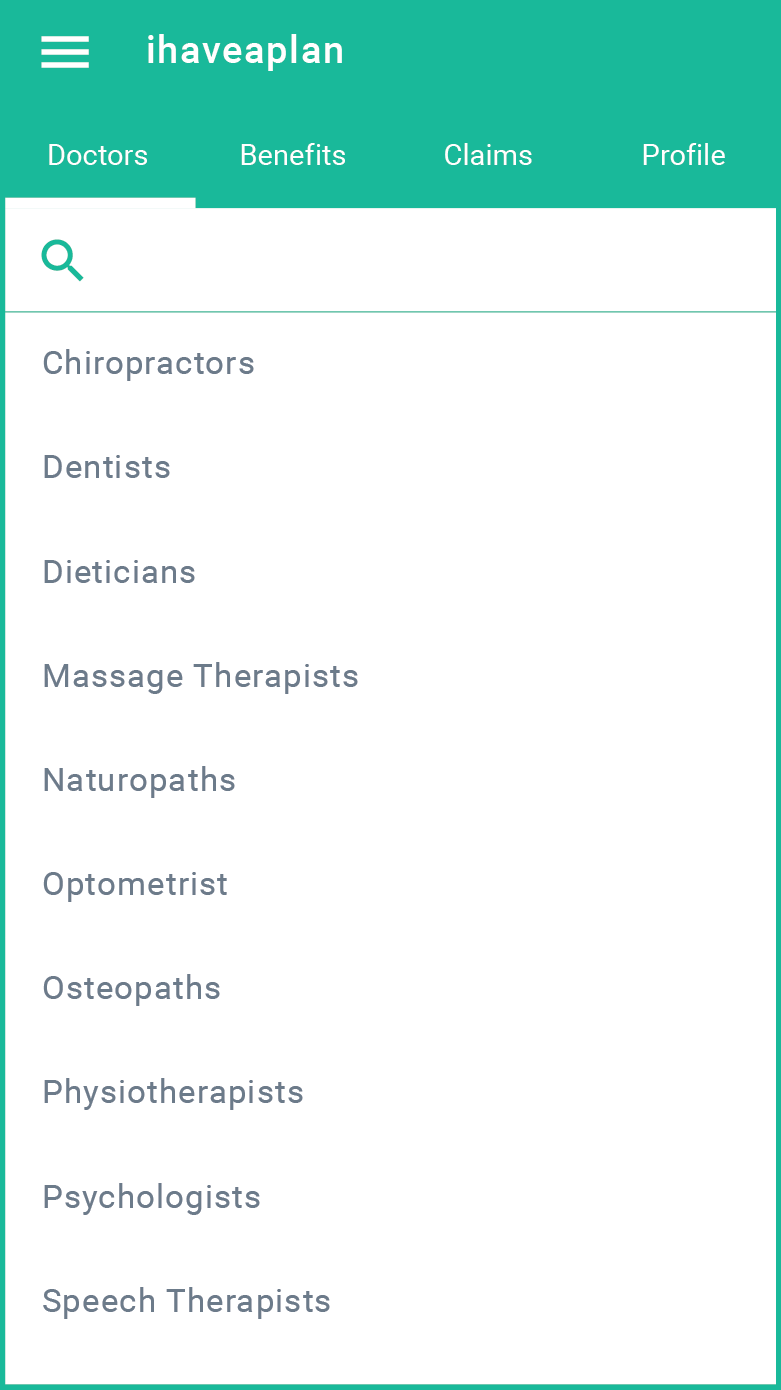 ihaveaplan
Doctors Benefits Claims Profile
Chiropractors
Dentists
Dieticians
Massage Therapists
Naturopaths
Optometrist
Osteopaths
Physiotherapists
Psychologists
Speech Therapists